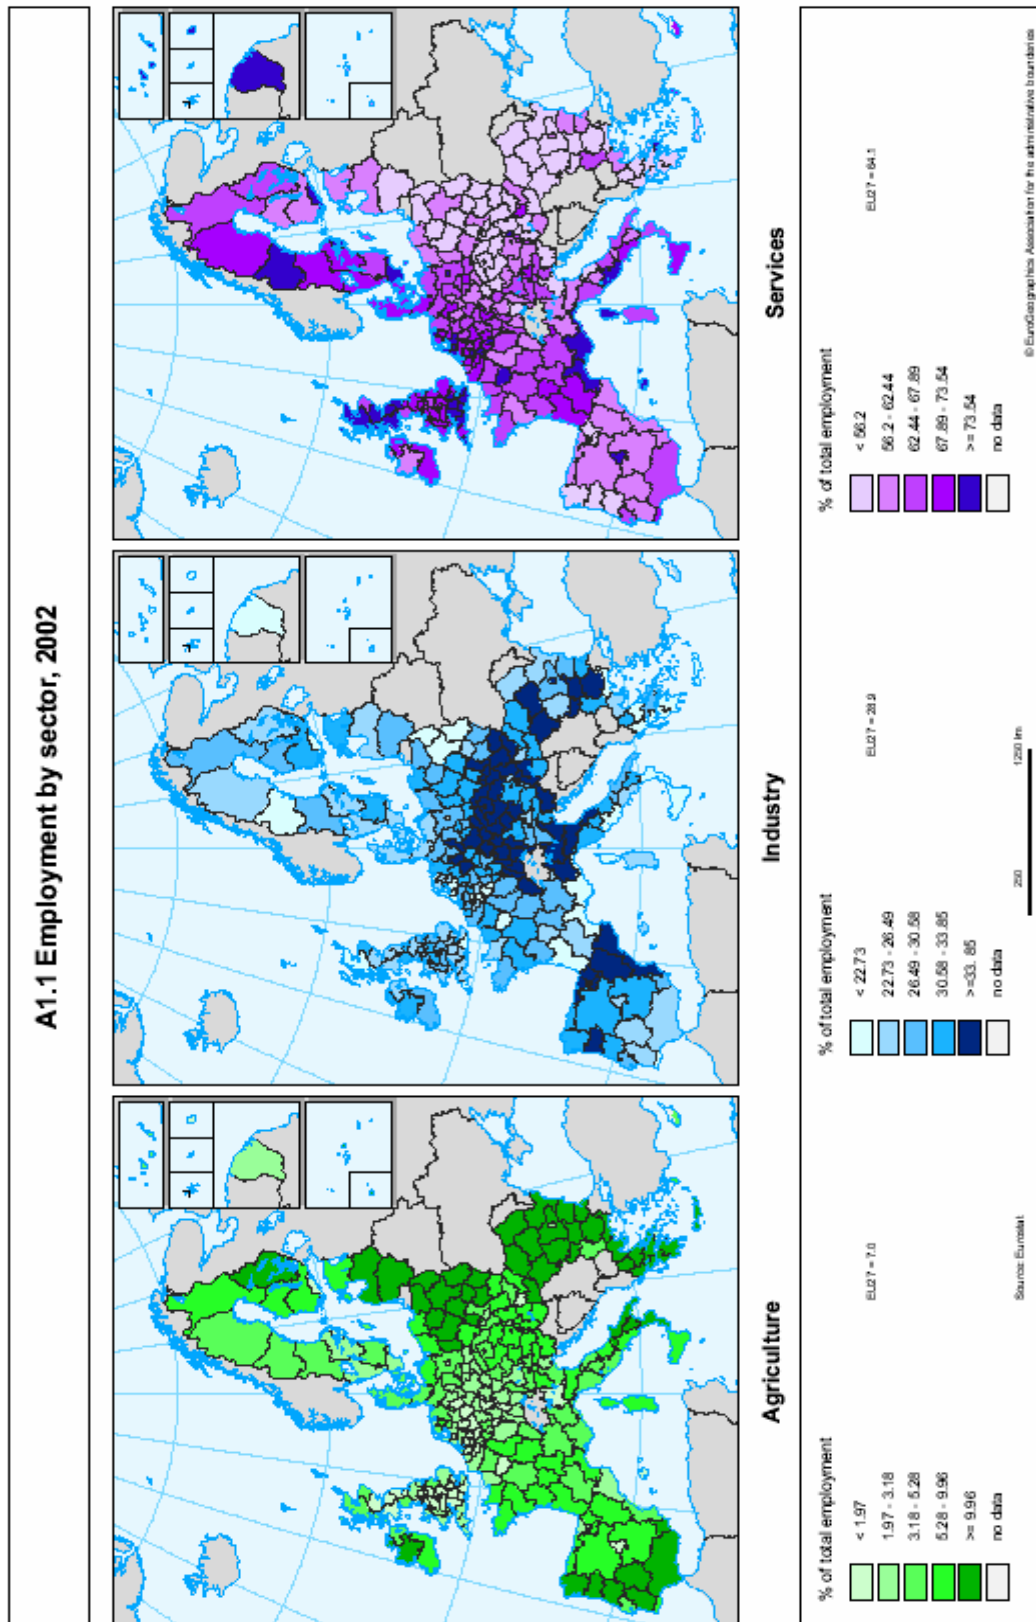 A1.1 Employment by sector, 2002
Agriculture
Industry
Services
% of total employment
< 1.97
1.97 - 3.18
3.18 - 5.28
5.28 - 9.96
>= 9.96
no data
EU27 = 7.0
Source: Eurostat
% of total employment
< 22.73
22.73 - 26.49
26.49 - 30.58
30.58 - 33.85
>=33. 85
no data
EU27 = 28.9
250
1250 km
% of total employment
< 56.2
56.2 - 62.44
62.44 - 67.89
67.89 - 73.54
>= 73.54
no data
EU27 = 64.1
© EuroGeographics Association for the administrative boundaries